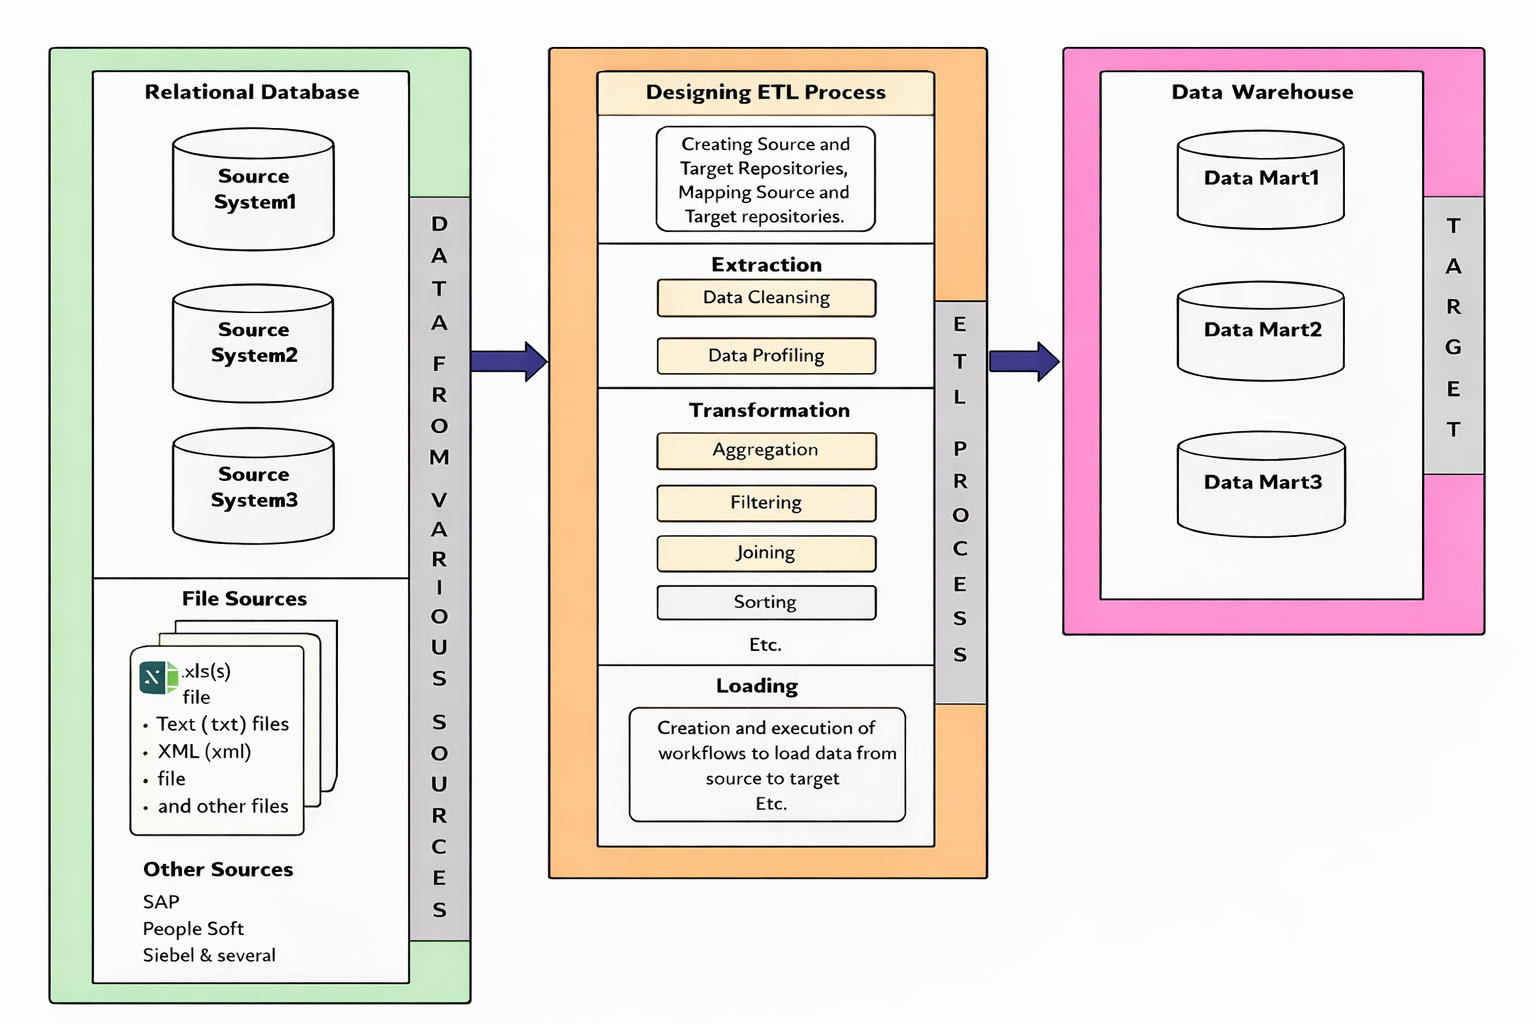 Relational Database
Source
System1
Source
System2
Source
System3
File Sources
.xls(s)
file
• Text (txt) files
• XML (xml)
• file
• and other files
Other Sources
SAP
People Soft
Siebel & several
DATA FROM VARIOUS SOURCES
Designing ETL Process
Creating Source and
Target Repositories,
Mapping Source and
Target repositories.
Extraction
Data Cleansing
Data Profiling
Transformation
Aggregation
Filtering
Joining
Sorting
Etc.
Loading
Creation and execution of
workflows to load data from
source to target
Etc.
ETL PROCESS
Data Warehouse
Data Mart1
Data Mart2
Data Mart3
TARGET